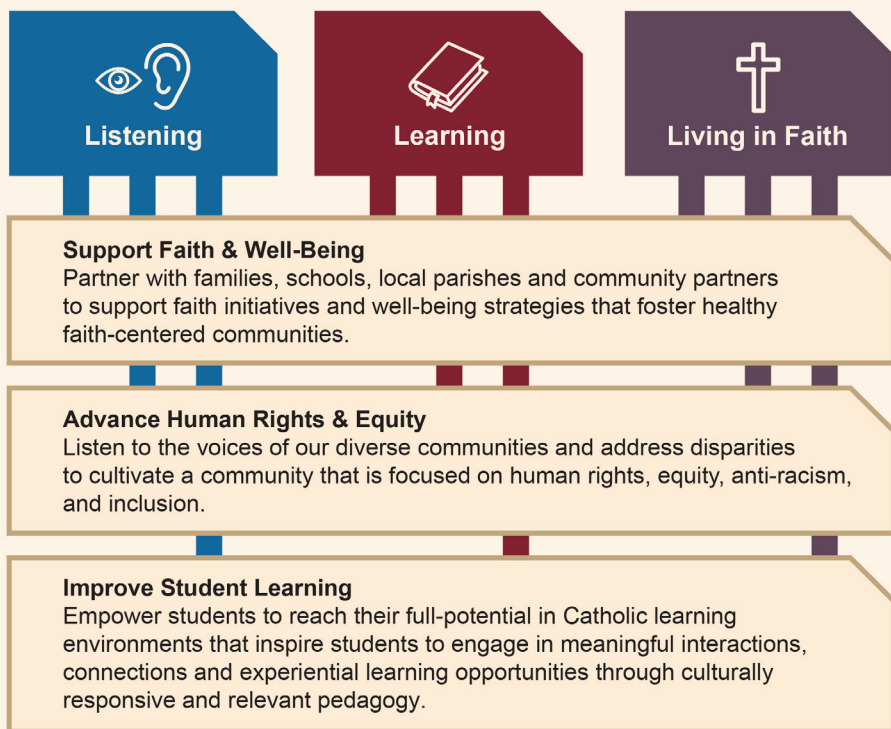 Listening
Learning
Living in Faith
Support Faith & Well-Being
Partner with families, schools, local parishes and community partners
to support faith initiatives and well-being strategies that foster healthy
faith-centered communities.
Advance Human Rights & Equity
Listen to the voices of our diverse communities and address disparities
to cultivate a community that is focused on human rights, equity, anti-racism,
and inclusion.
Improve Student Learning
Empower students to reach their full-potential in Catholic learning
environments that inspire students to engage in meaningful interactions,
connections and experiential learning opportunities through culturally
responsive and relevant pedagogy.